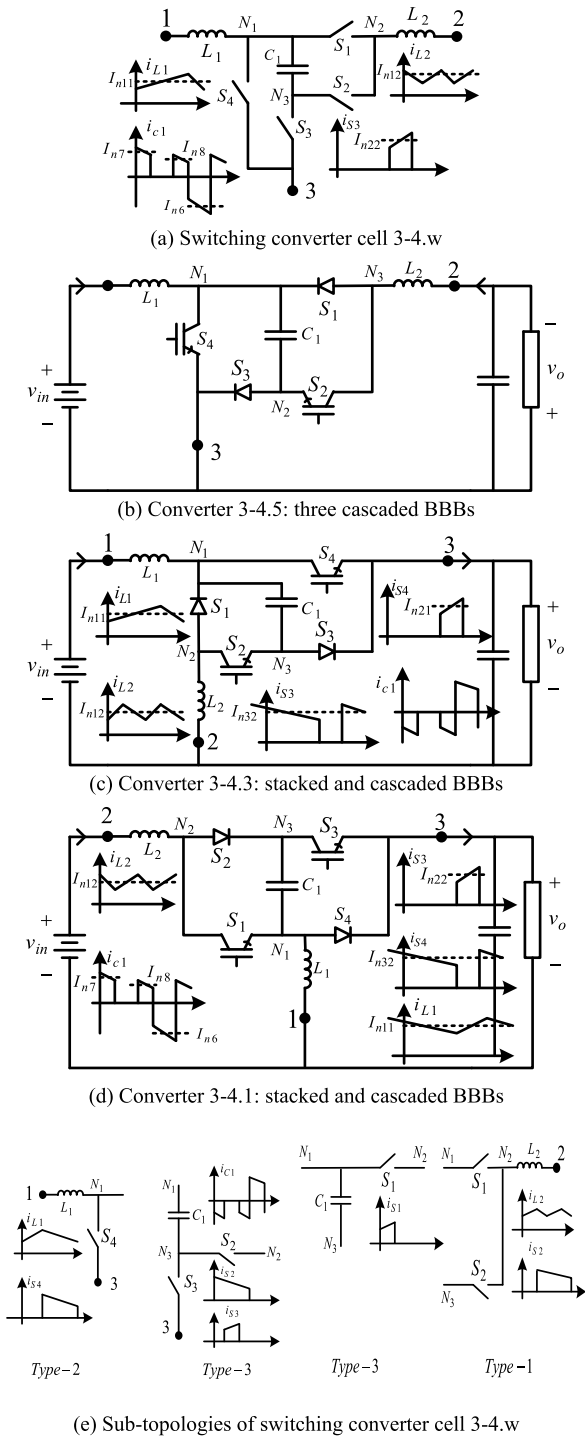 1 N1 N2 L2 2
L1 C1 S1
iL1 iL2
In11 In12
S2
S4 N3
ic1 S3 iS3
In7 In8 In22
In6 3
(a) Switching converter cell 3-4.w
N1 N3 L2 2
L1 S1
C1 −
S4
+ S3 S2 vo
vin
− N2 +
3
(b) Converter 3-4.5: three cascaded BBBs
1 N1 S4 3
L1
iL1 S1 C1 iS4
In11 In21 +
S3
+ N2 S2 N3 vo
vin
− iL2 L2 iS3 ic1 −
In12 In32
2
(c) Converter 3-4.3: stacked and cascaded BBBs
2 N2 N3 S3 3
L2 S2
iL2 iS3
In12 C1 In22 +
S1 S4
+ N1 iS4 vo
vin
− ic1 L1 In32
In7 In8 iL1 −
1 In11
In6
(d) Converter 3-4.1: stacked and cascaded BBBs
N1 N2 N1 N2 L2 2
1 N1 N1 iC1 S1 S1
L1 C1 C1
iL1 S4 S2 iS1 iL2
N3 N2
3 S3 iS2 N3 S2 iS2
iS4 N3
iS3
3
Type−2 Type−3 Type−3 Type−1
(e) Sub-topologies of switching converter cell 3-4.w